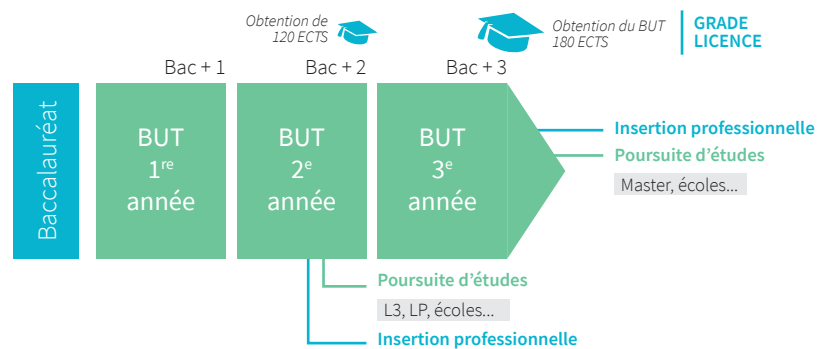 Obtention de
120 ECTS
Obtention du BUT
180 ECTS
GRADE
LICENCE
Bac + 1
Bac + 2
Bac + 3
Baccalauréat
BUT
1re
année
BUT
2e
année
BUT
3e
année
Insertion professionnelle
Poursuite d’études
Master, écoles...
Poursuite d’études
L3, LP, écoles...
Insertion professionnelle